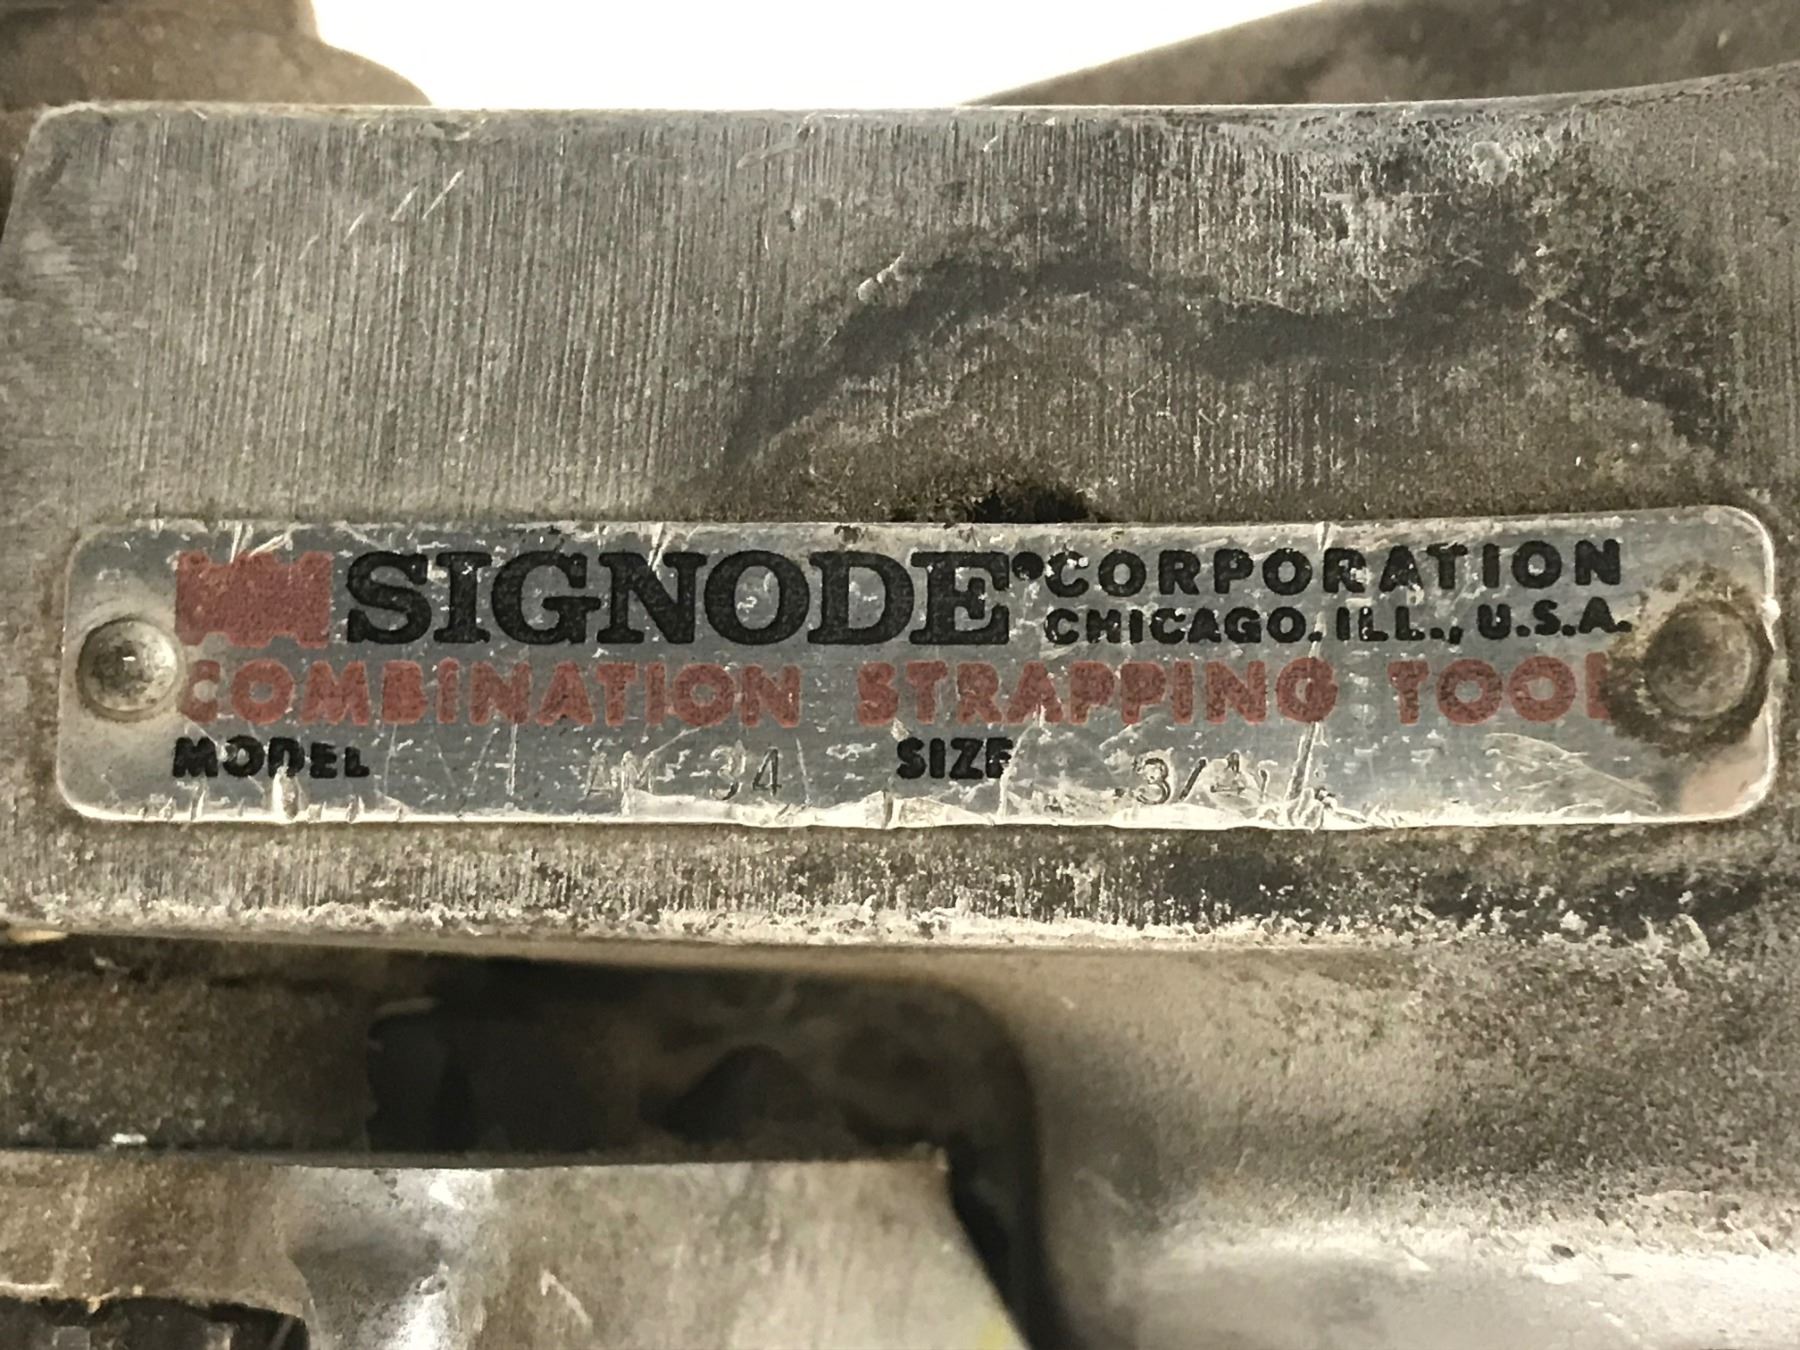 SIGNODE® CORPORATION
CHICAGO, ILL., U.S.A.
COMBINATION STRAPPING TOOL
MODEL AM 34 SIZE 3/4